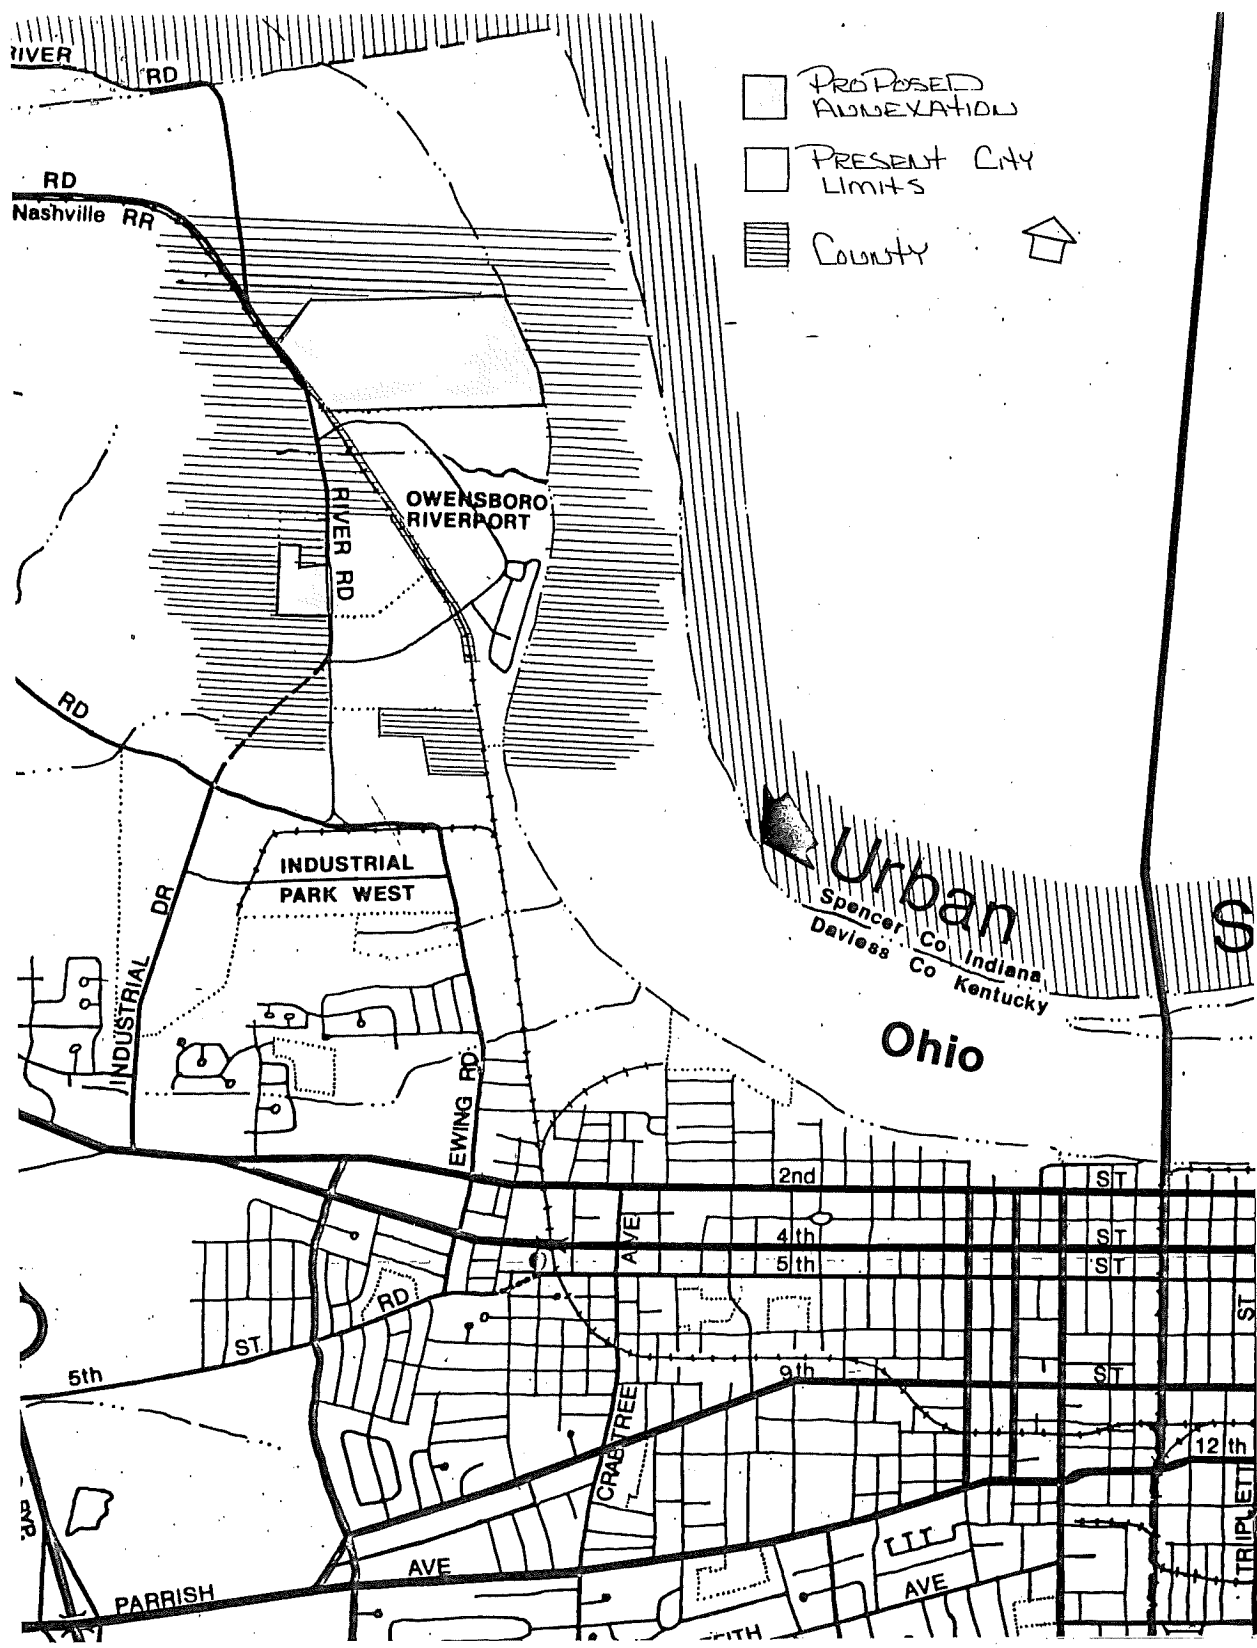 RIVER
RD
PROPOSED
ANNEXATION
PRESENT CITY
LIMITS
COUNTY
RD
Nashville RR
OWENSBORO
RIVERPORT
RIVER RD
RD
INDUSTRIAL
PARK WEST
INDUSTRIAL DR
EWING RD
Urban
S
Spencer Co Indiana
Daviess Co Kentucky
Ohio
2nd ST
4th ST
5th ST
AVE
RD
ST
5th ST
9th ST
12th
CRABTREE
TRIPLETT
PARRISH AVE
AVE